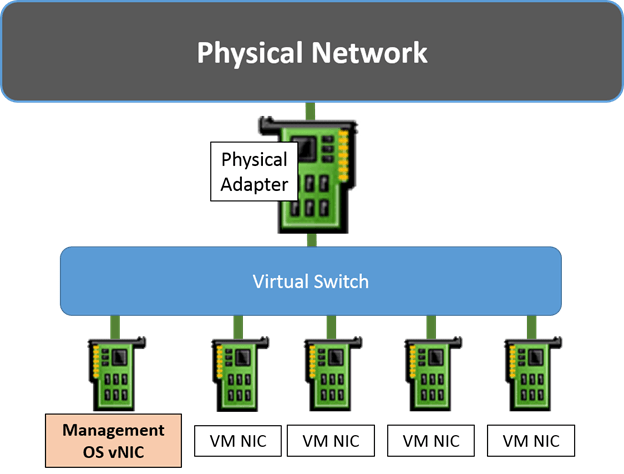 Physical Network
Physical
Adapter
Virtual Switch
Management
OS vNIC
VM NIC
VM NIC
VM NIC
VM NIC